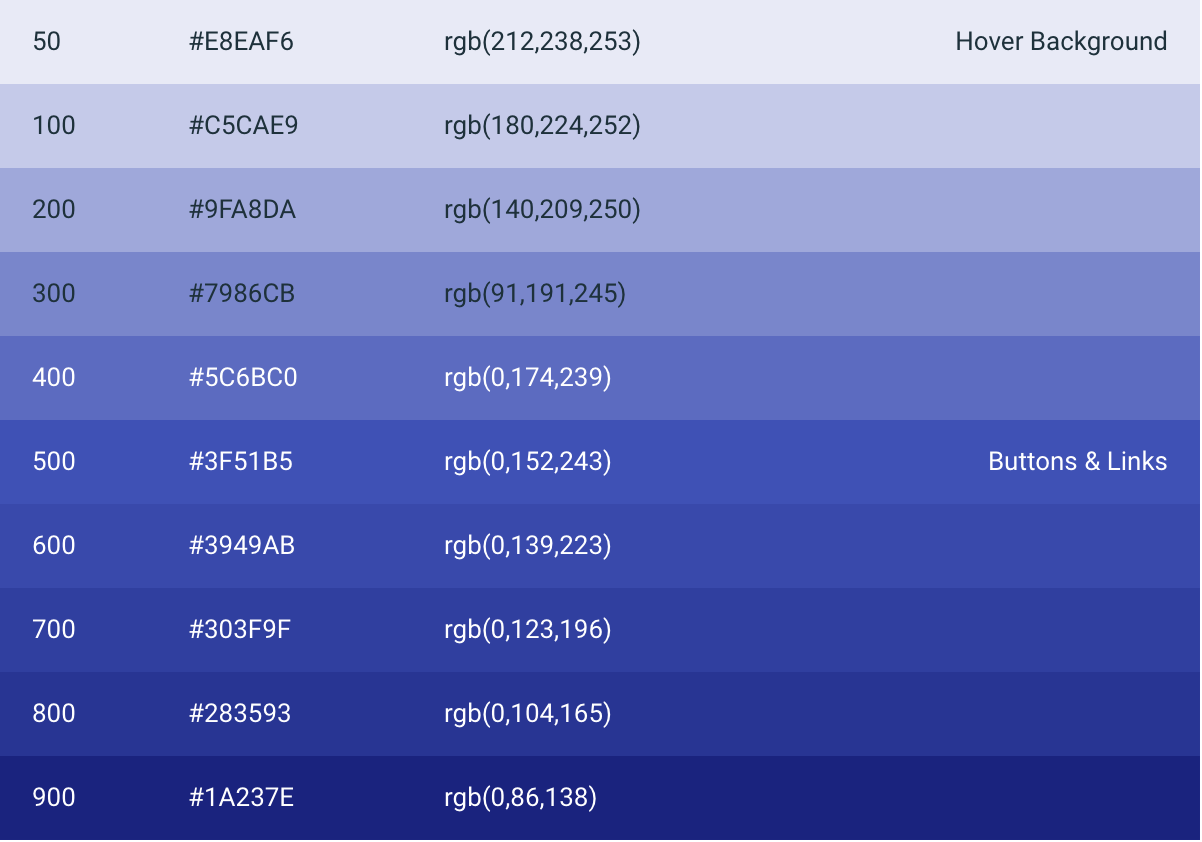 50 #E8EAF6 rgb(212,238,253) Hover Background
100 #C5CAE9 rgb(180,224,252)
200 #9FA8DA rgb(140,209,250)
300 #7986CB rgb(91,191,245)
400 #5C6BC0 rgb(0,174,239)
500 #3F51B5 rgb(0,152,243) Buttons & Links
600 #3949AB rgb(0,139,223)
700 #303F9F rgb(0,123,196)
800 #283593 rgb(0,104,165)
900 #1A237E rgb(0,86,138)